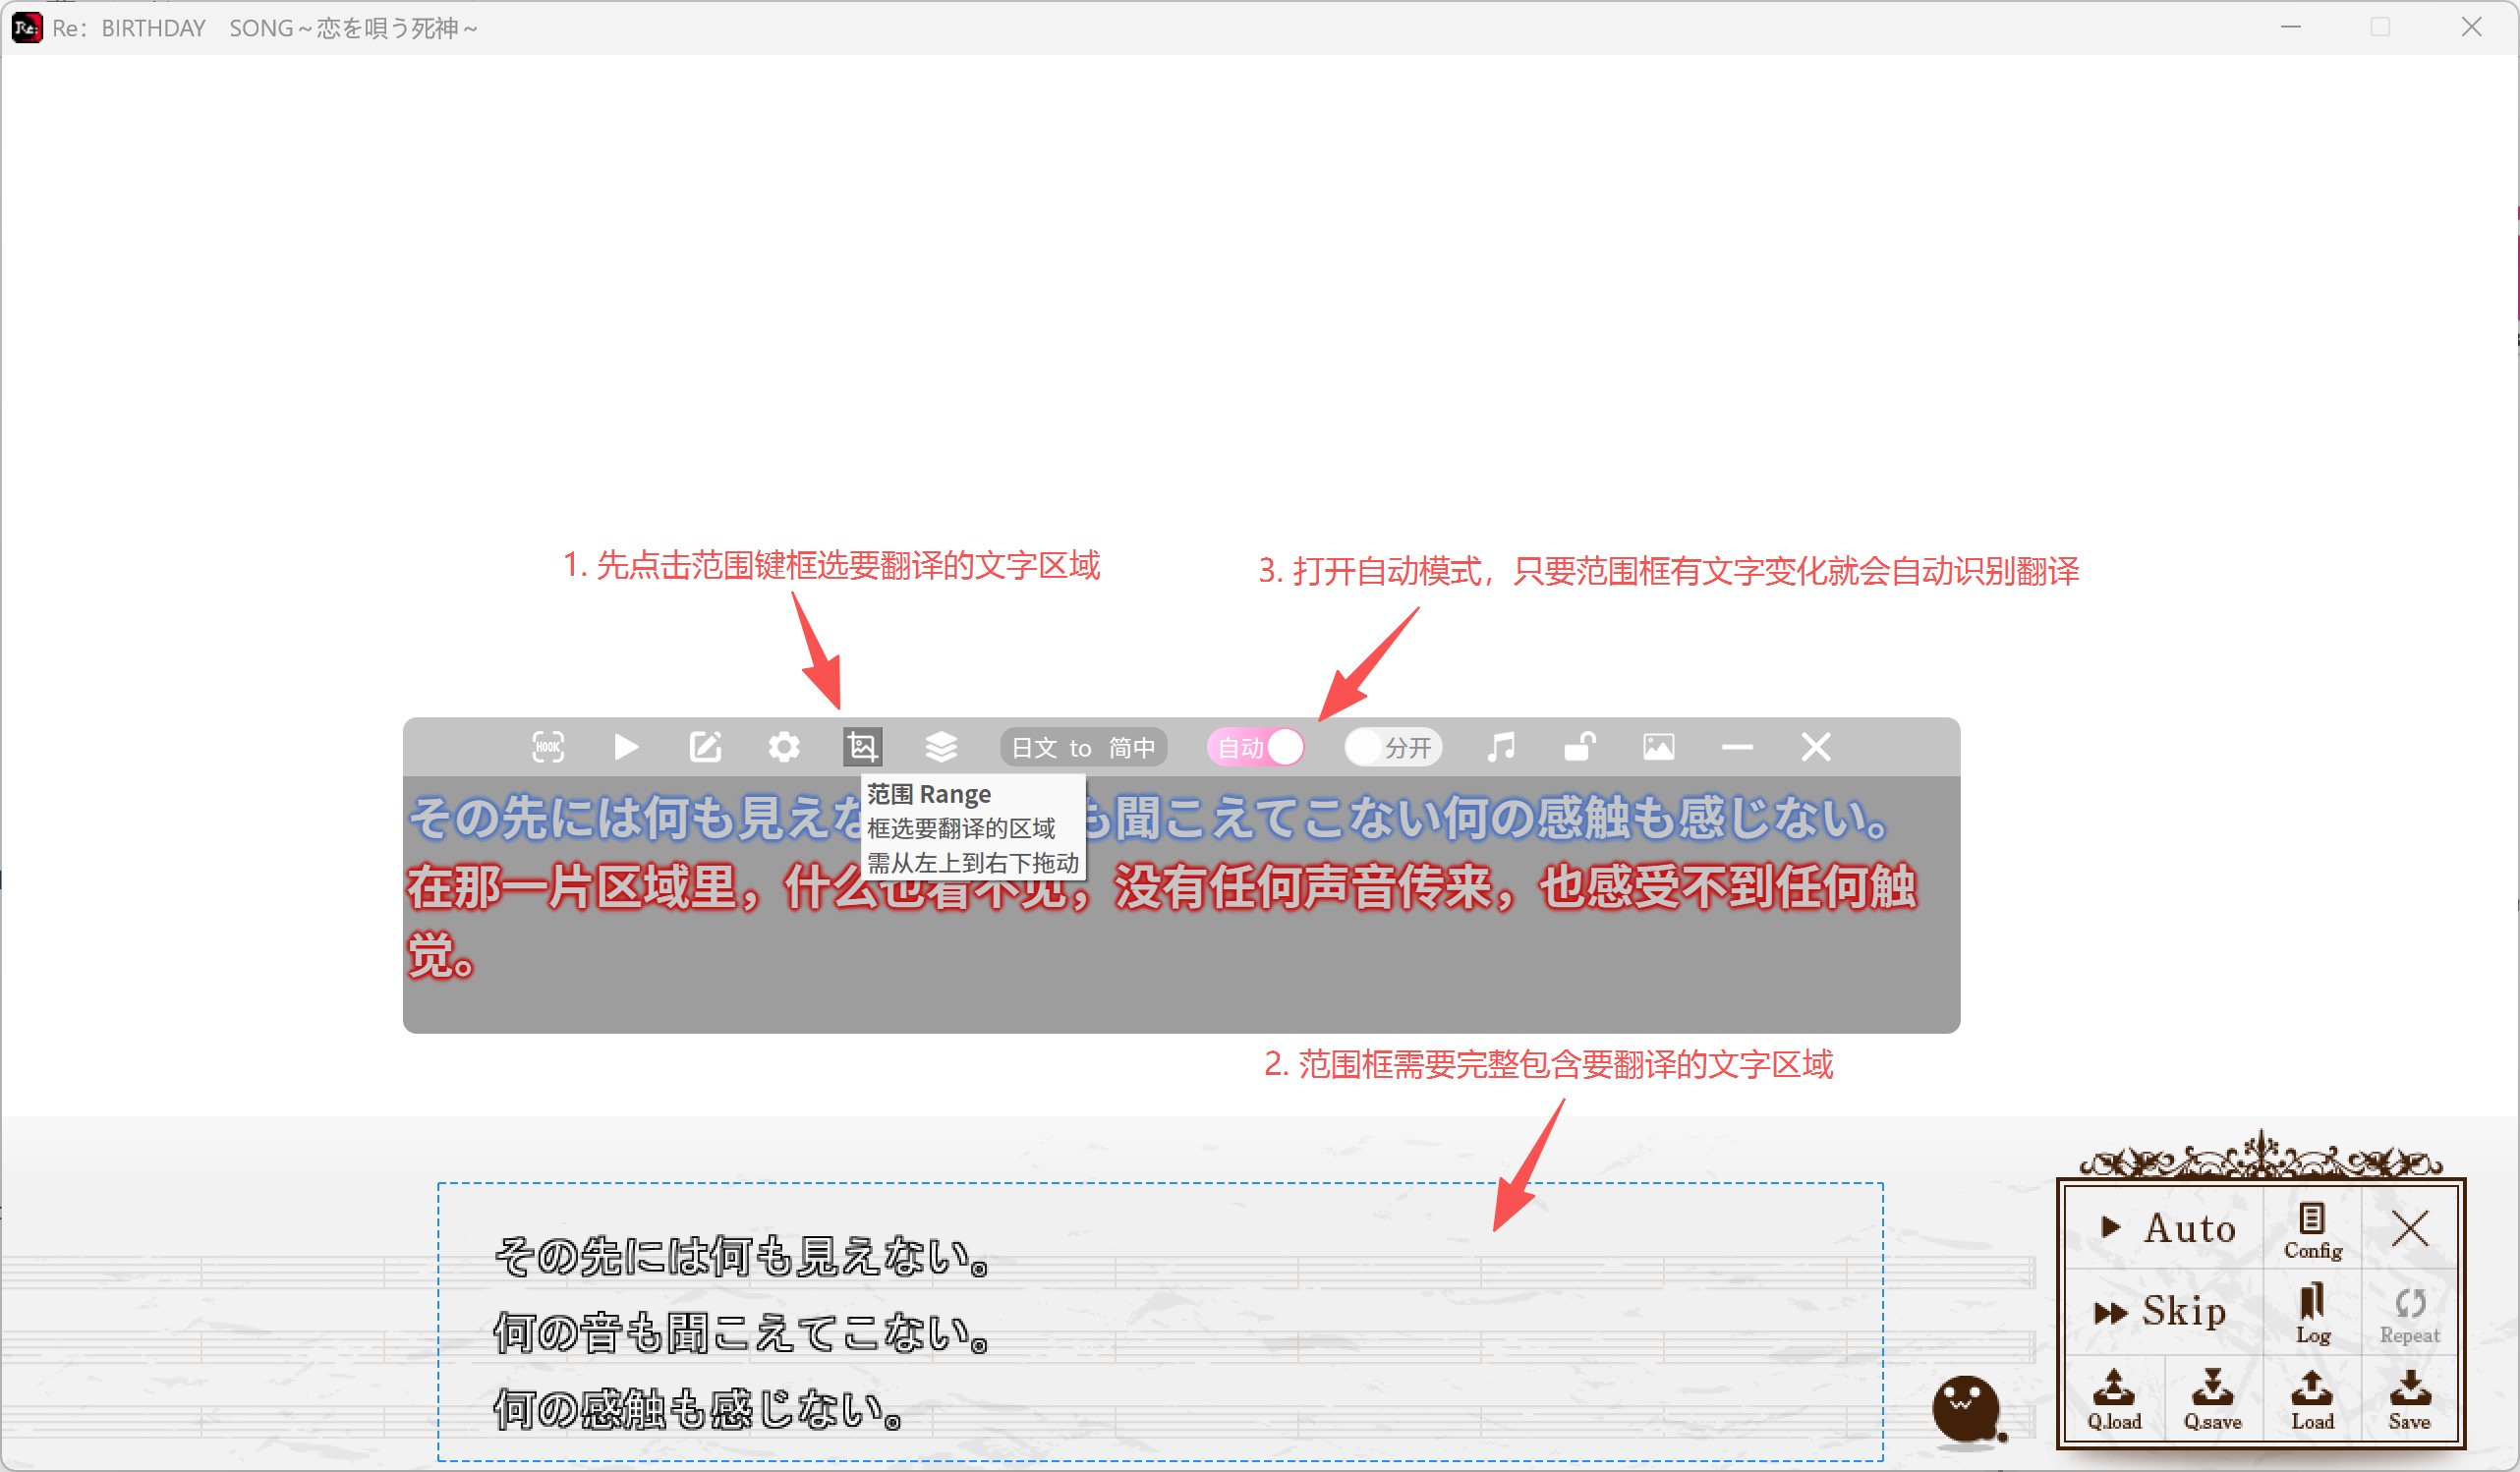 Re：BIRTHDAY　SONG～恋を唄う死神～
1. 先点击范围键框选要翻译的文字区域
3. 打开自动模式，只要范围框有文字变化就会自动识别翻译
HOOK
日文 to 简中
自动
分开
范围 Range
框选要翻译的区域
需从左上到右下拖动
その先には何も見えな も聞こえてこない何の感触も感じない。
在那一片区域里，什么也看不见，没有任何声音传来，也感受不到任何触
觉。
2. 范围框需要完整包含要翻译的文字区域
その先には何も見えない。
何の音も聞こえてこない。
何の感触も感じない。
Auto
Config
Skip
Log
Repeat
Q.load
Q.save
Load
Save